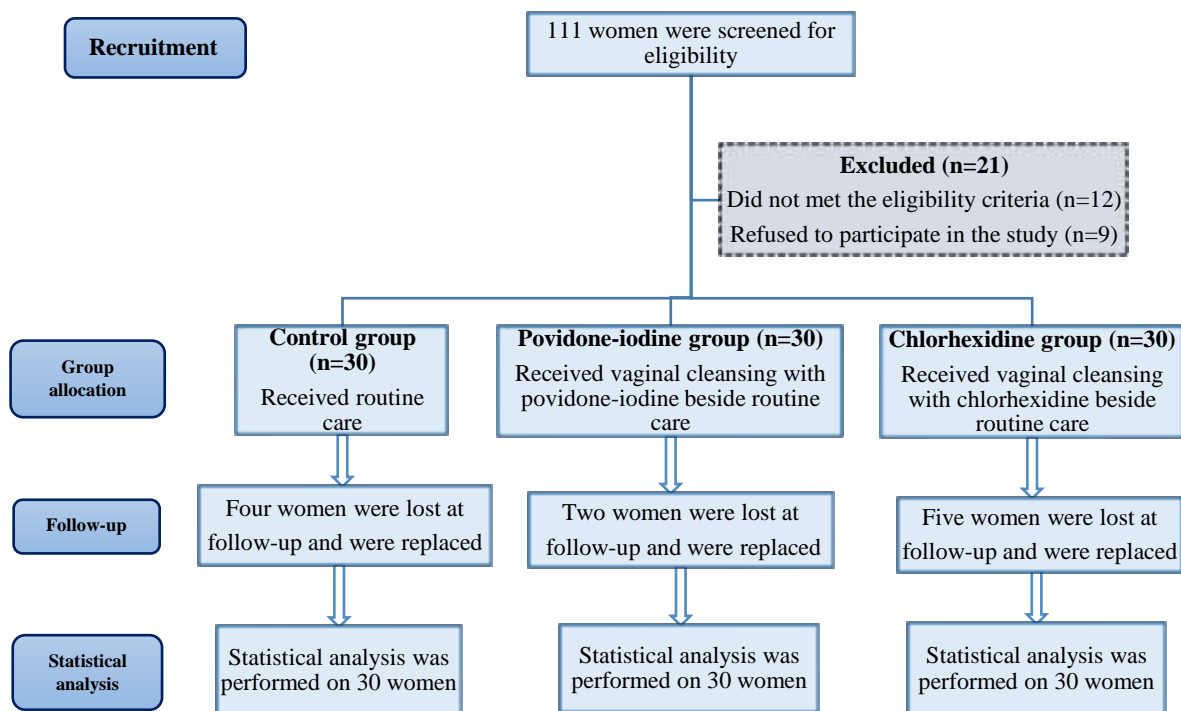 Recruitment
111 women were screened for
eligibility
Excluded (n=21)
Did not met the eligibility criteria (n=12)
Refused to participate in the study (n=9)
Group
allocation
Control group
(n=30)
Received routine
care
Povidone-iodine group (n=30)
Received vaginal cleansing with
povidone-iodine beside routine
care
Chlorhexidine group (n=30)
Received vaginal cleansing
with chlorhexidine beside
routine care
Follow-up
Four women were lost at
follow-up and were replaced
Two women were lost at
follow-up and were replaced
Five women were lost at
follow-up and were replaced
Statistical
analysis
Statistical analysis was
performed on 30 women
Statistical analysis was
performed on 30 women
Statistical analysis was
performed on 30 women